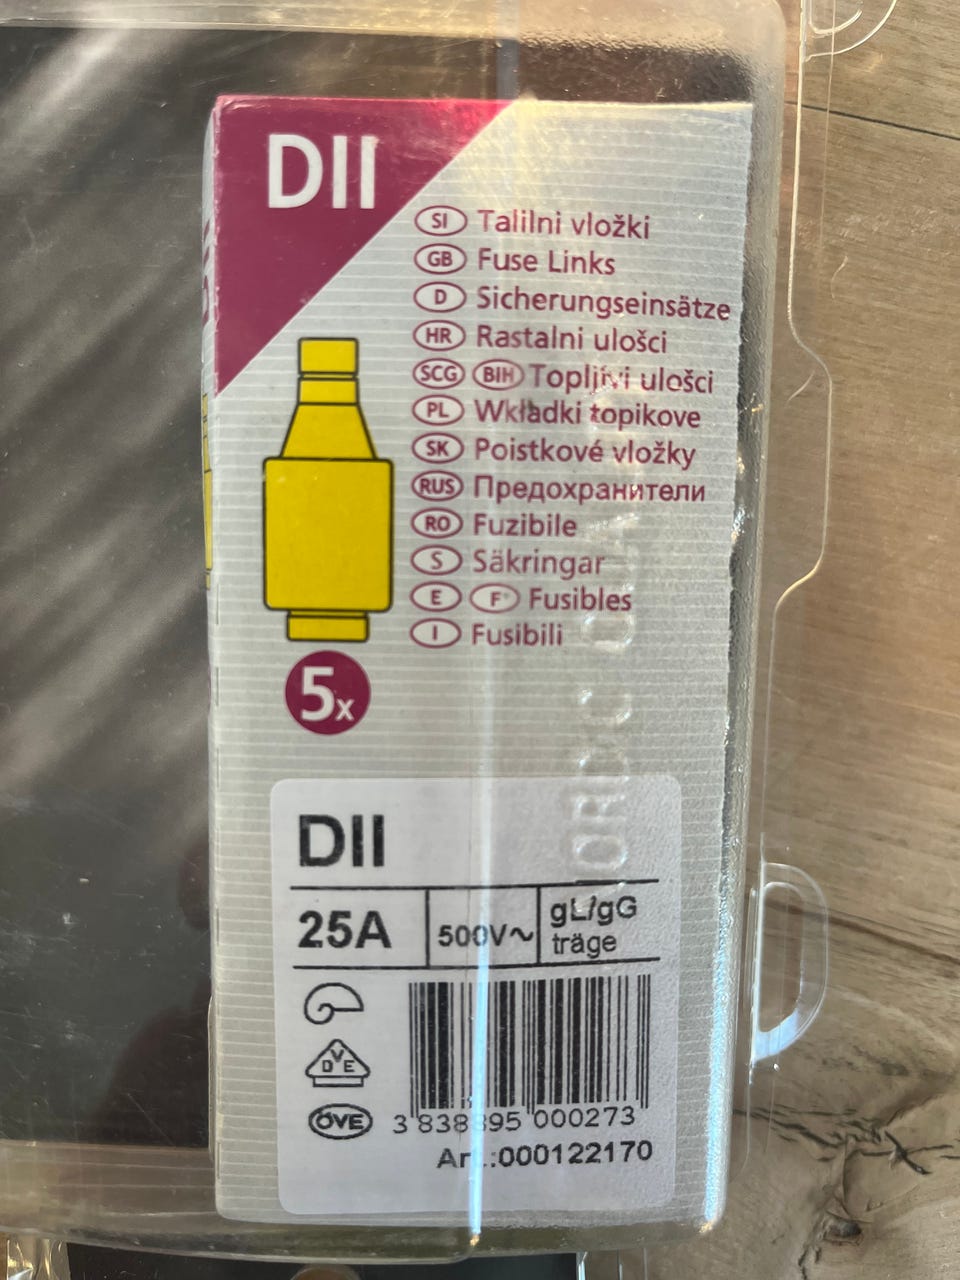 DII
SI Talilni vložki
GB Fuse Links
D Sicherungseinsätze
HR Rastalni ulošci
SCG BIH Topljivi ulošci
PL Wkładki topikowe
SK Poistkové vložky
RUS Предохранители
RO Fuzibile
S Säkringar
E F Fusibles
I Fusibili
5x
DII
25A 500V~ gL/gG
träge
DVE
ÖVE
3 838895 000273
Art.:000122170